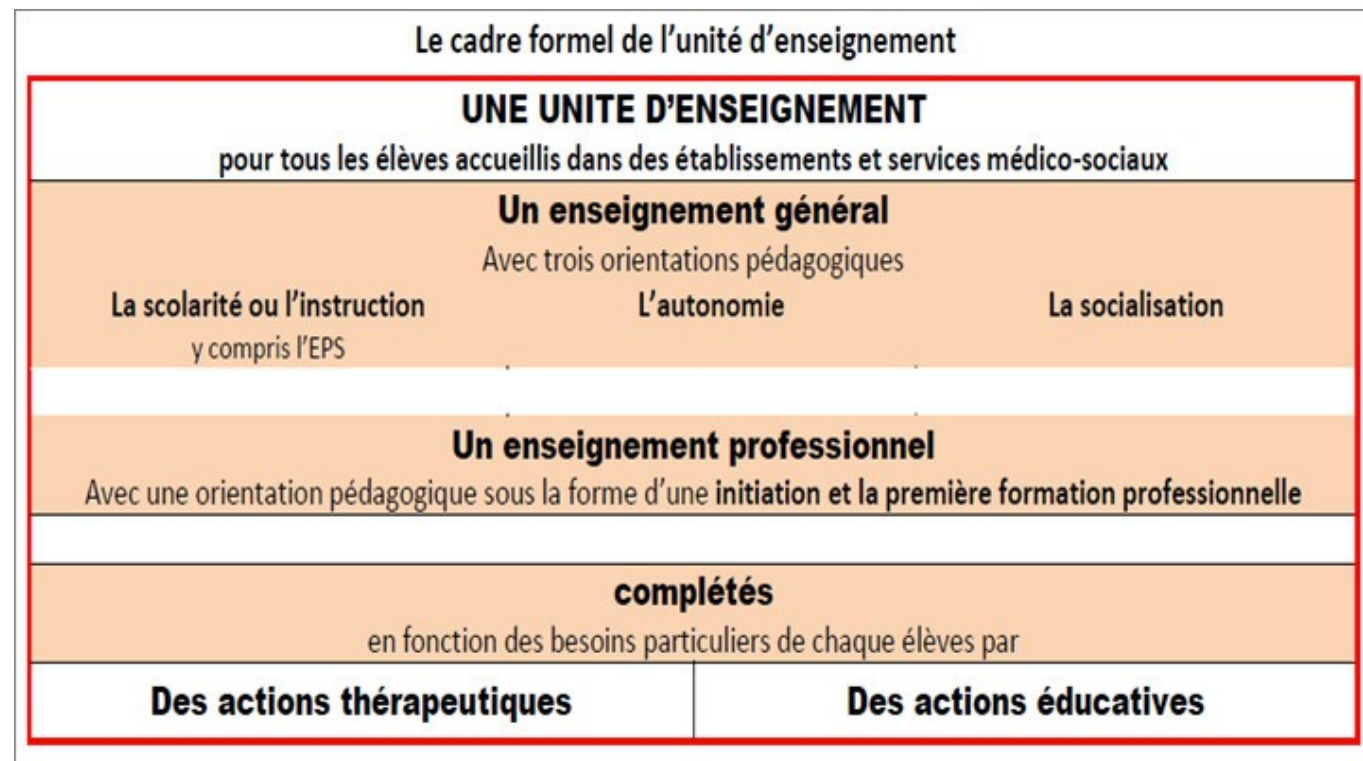 Le cadre formel de l'unité d'enseignement
UNE UNITE D'ENSEIGNEMENT
pour tous les élèves accueillis dans des établissements et services médico-sociaux
Un enseignement général
Avec trois orientations pédagogiques
La scolarité ou l'instruction L'autonomie La socialisation
y compris l'EPS
Un enseignement professionnel
Avec une orientation pédagogique sous la forme d'une initiation et la première formation professionnelle
complétés
en fonction des besoins particuliers de chaque élèves par
Des actions thérapeutiques Des actions éducatives